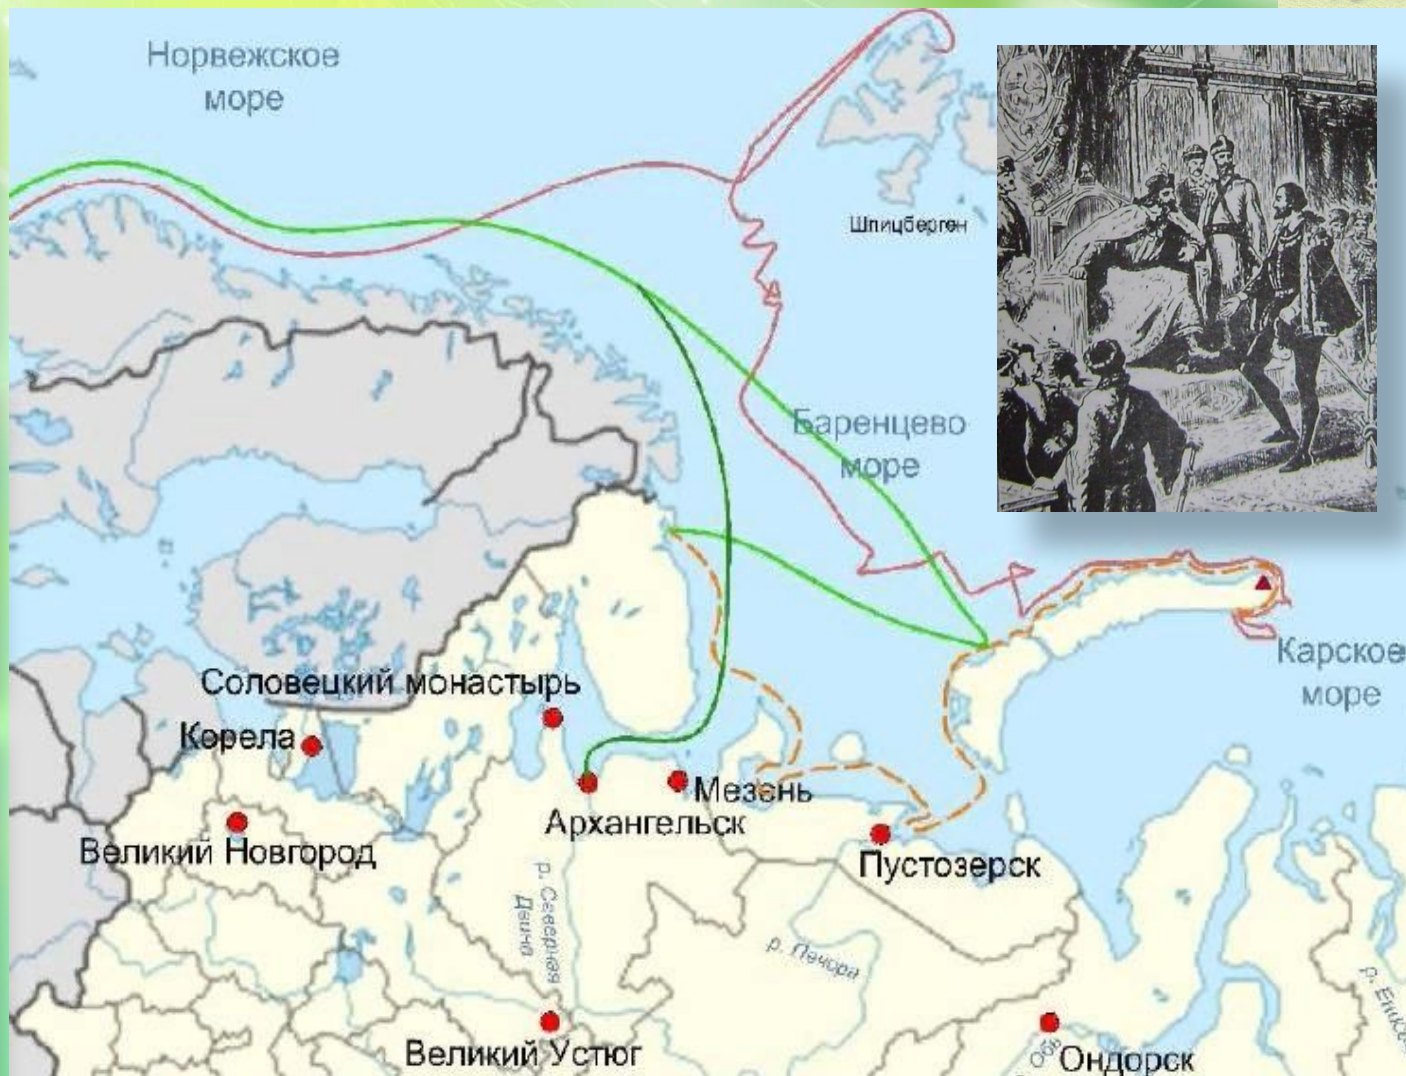 Норвежское
море
Шпицберген
Баренцево
море
Карское
море
Соловецкий монастырь
Корела
Мезень
Архангельск
Великий Новгород
Пустозерск
р. Северная
Двина
р. Печора
Великий Устюг
р. Обь
Ондорск